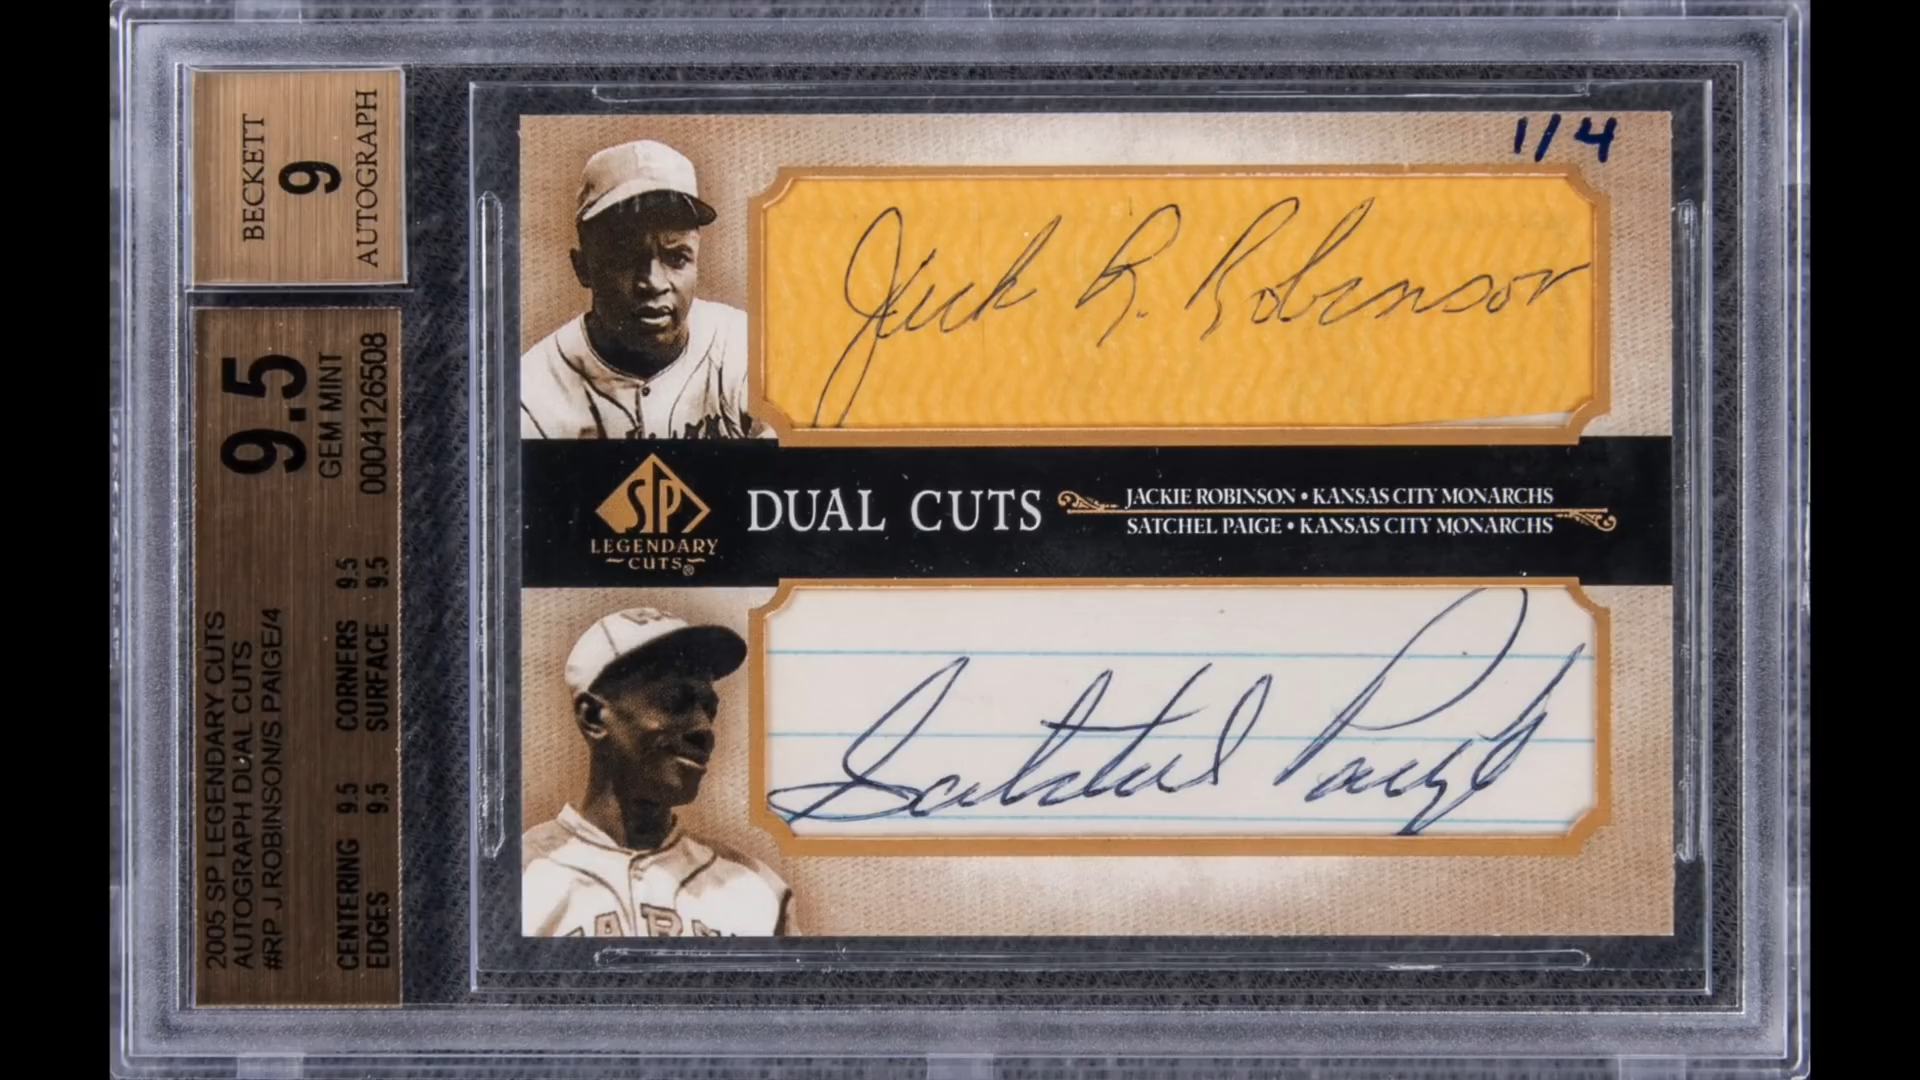 BECKETT
9
AUTOGRAPH
9.5
GEM MINT
0004126508
2005 SP LEGENDARY CUTS
AUTOGRAPH DUAL CUTS
#RP J ROBINSON/S PAIGE/4
CENTERING 9.5 CORNERS 9.5
EDGES 9.5 SURFACE 9.5
1/4
Jack R. Robinson
SP
LEGENDARY
CUTS®
DUAL CUTS
JACKIE ROBINSON • KANSAS CITY MONARCHS
SATCHEL PAIGE • KANSAS CITY MONARCHS
Satchel Paige